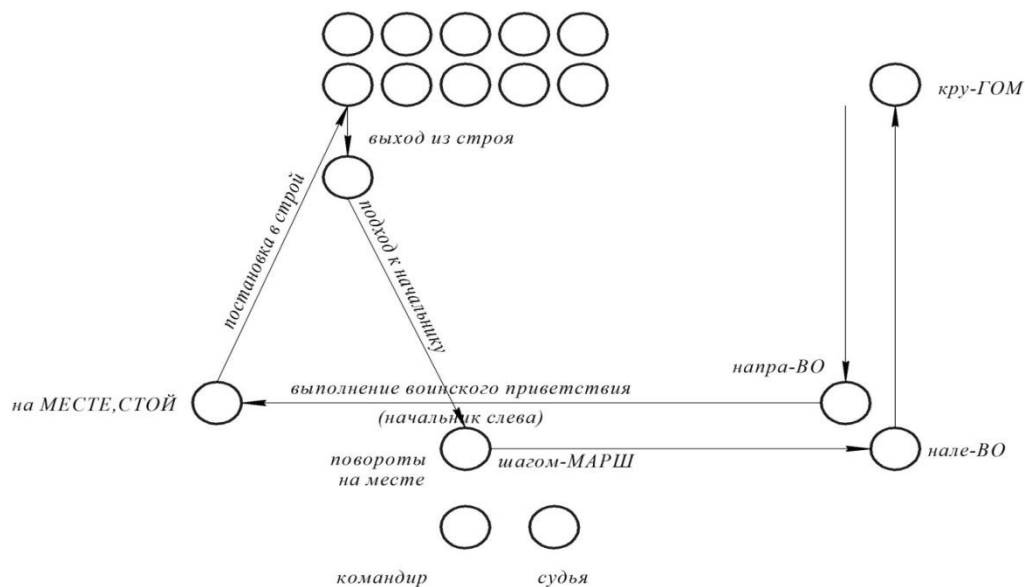 кру-ГОМ
выход из строя
постановка в строй
подход к начальнику
напра-ВО
выполнение воинского приветствия
на МЕСТЕ,СТОЙ
(начальник слева)
повороты
на месте
шагом-МАРШ
нале-ВО
командир
судья